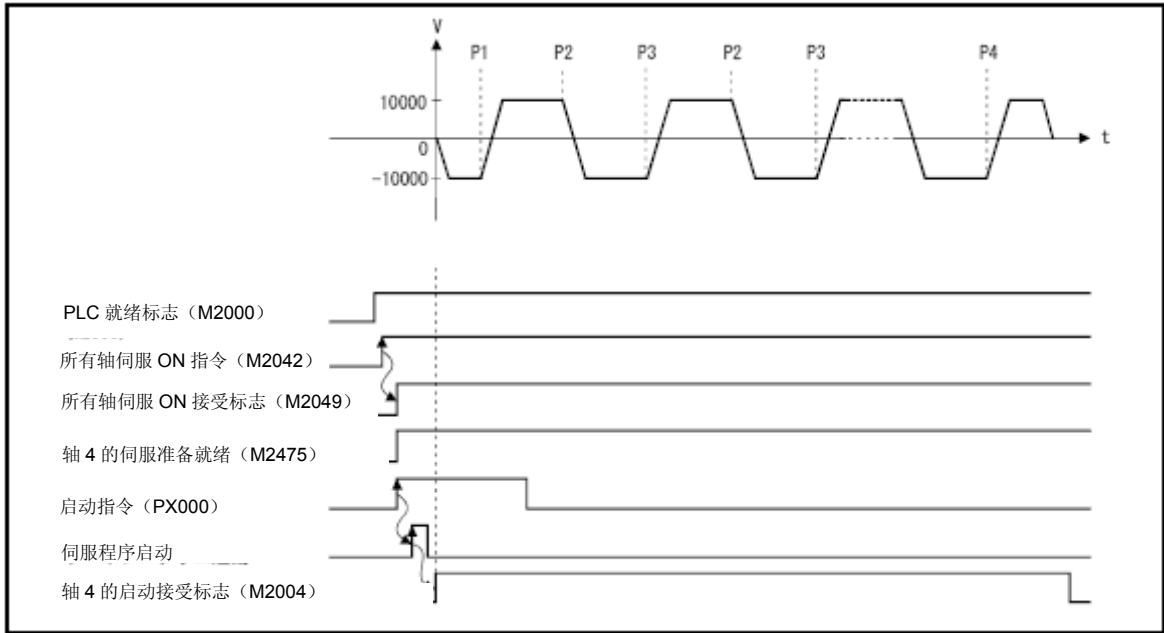 V
P1 P2 P3 P2 P3 P4
10000
0
-10000
t
PLC 就绪标志（M2000）
所有轴伺服 ON 指令（M2042）
所有轴伺服 ON 接受标志（M2049）
轴 4 的伺服准备就绪（M2475）
启动指令（PX000）
伺服程序启动
轴 4 的启动接受标志（M2004）